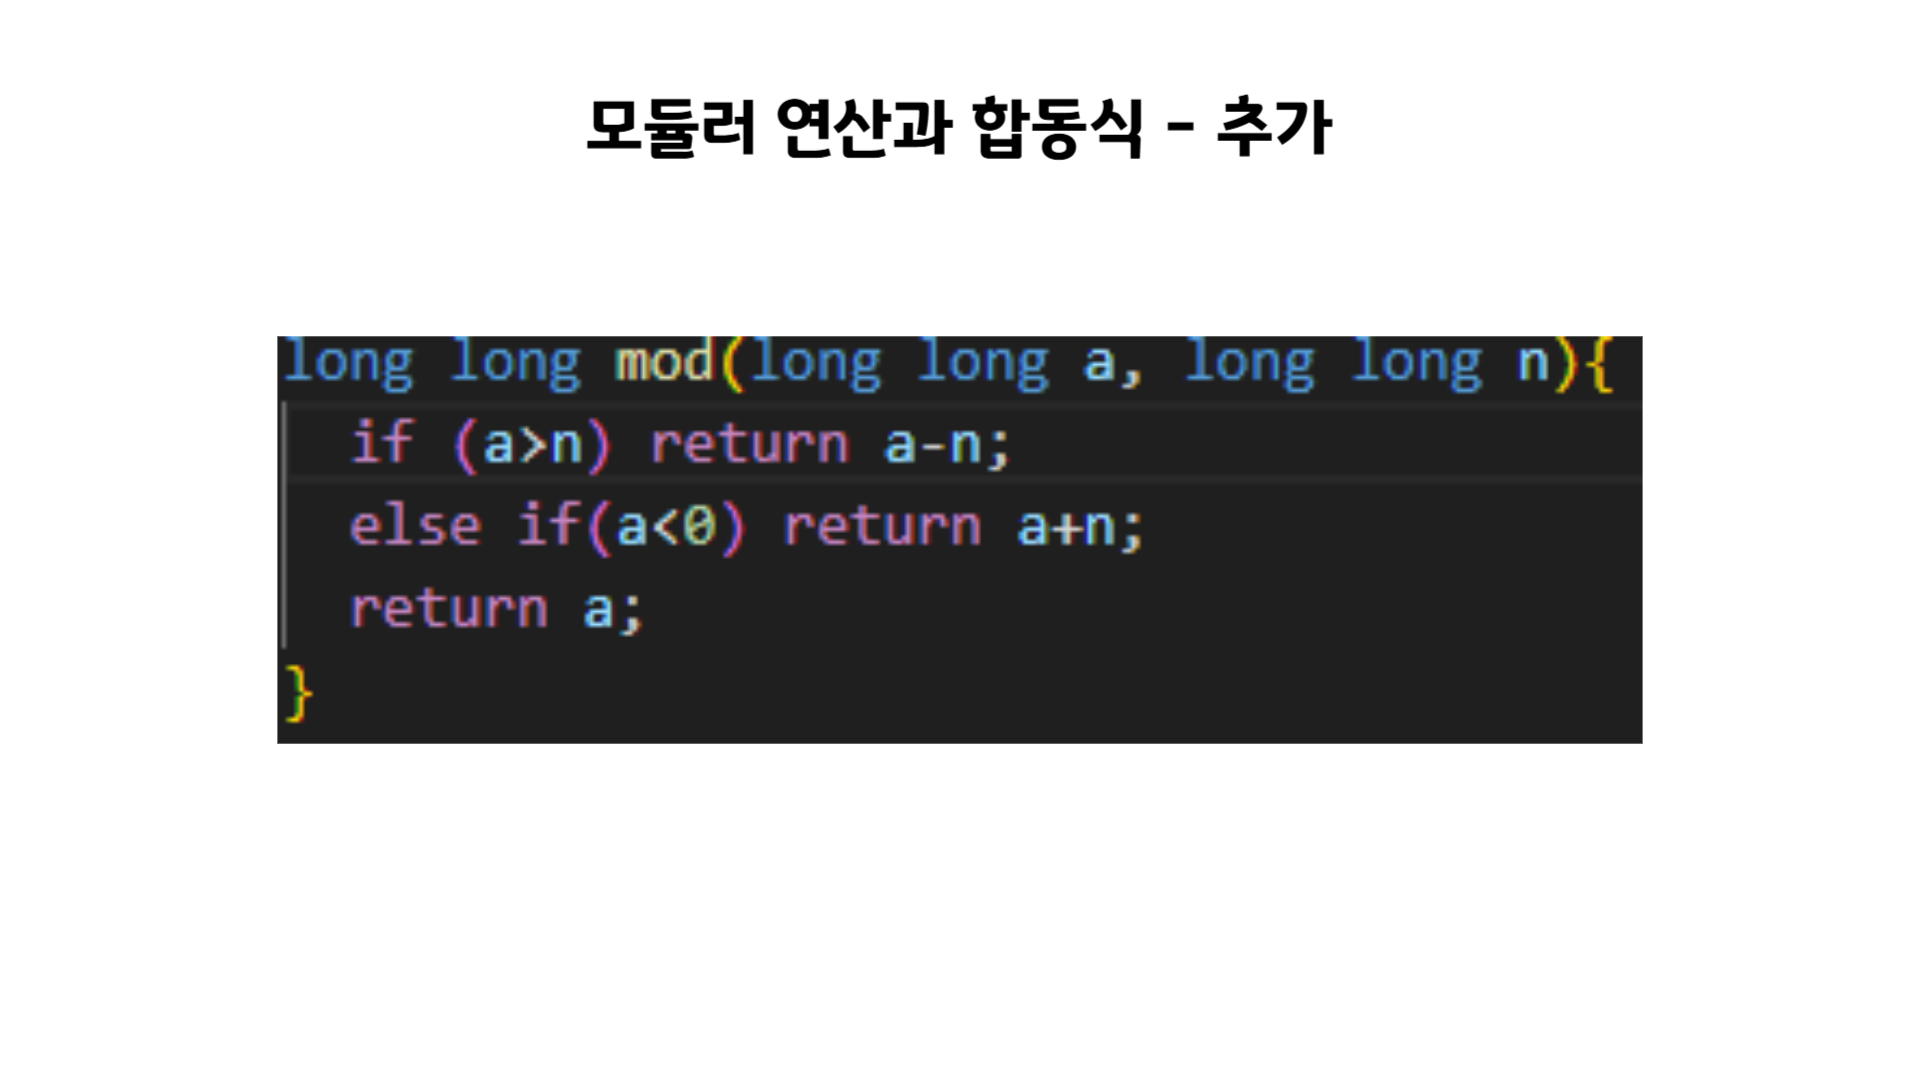 모듈러 연산과 합동식 - 추가
long long mod(long long a, long long n){
if (a>n) return a-n;
else if(a<0) return a+n;
return a;
}